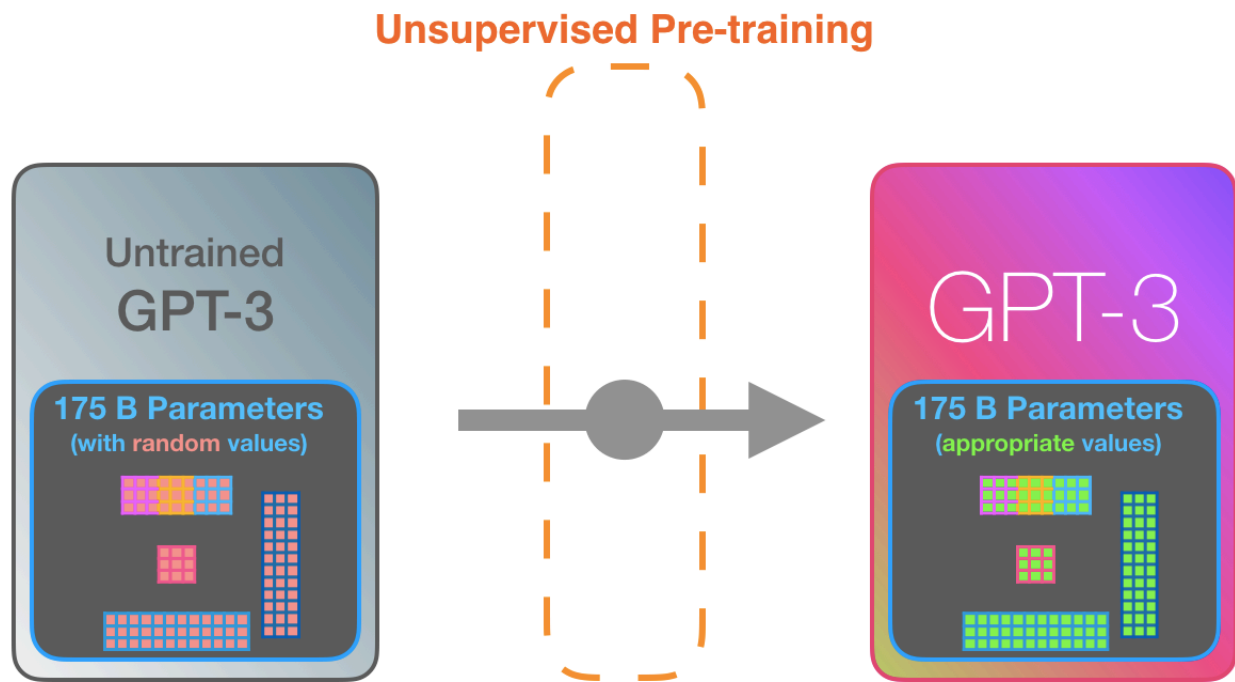 Unsupervised Pre-training
Untrained
GPT-3
175 B Parameters
(with random values)
GPT-3
175 B Parameters
(appropriate values)